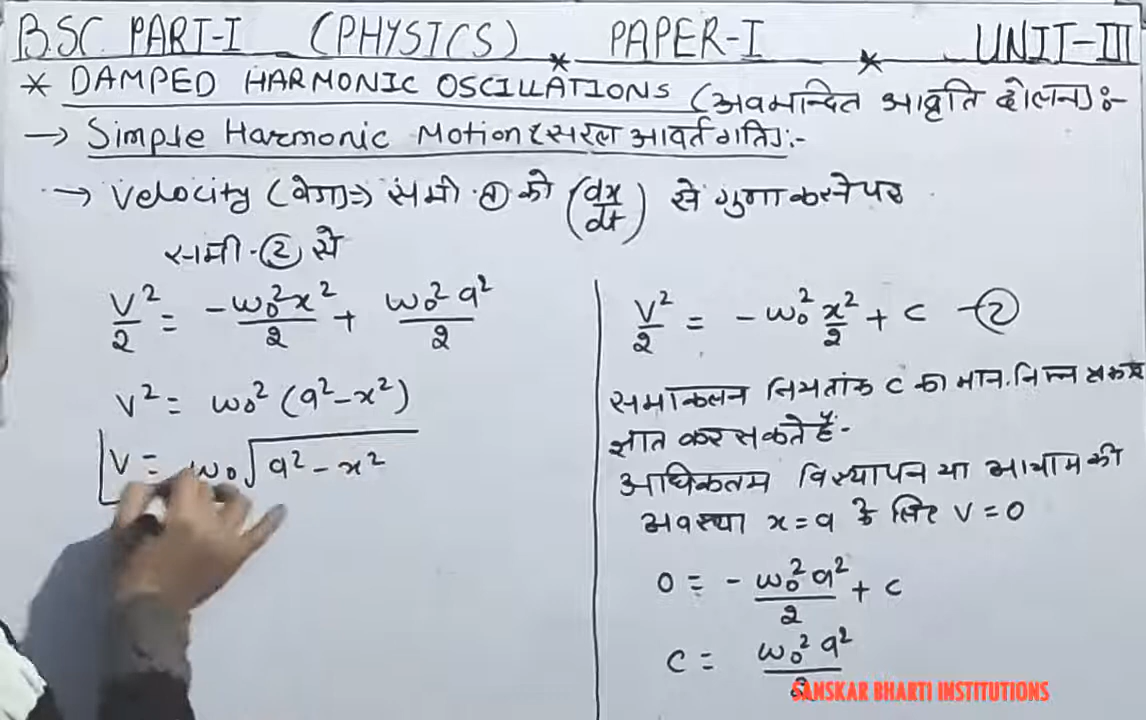 B.SC. PART-I (PHYSICS) * PAPER-I * UNIT-III
* DAMPED HARMONIC OSCILLATIONS (अवमन्दित आवृति दोलन) :-
→ Simple Harmonic Motion (सरल आवर्त गति) :-
→ Velocity (वेग) => समी. ① को (dx/dt) से गुणा करने पर
समी. ② से
V²/2 = -ω₀²x²/2 + ω₀²a²/2
V² = ω₀² (a²-x²)
V = ω₀ √(a²-x²)
V²/2 = -ω₀² x²/2 + C -②
समाकलन नियतांक C का मान निम्न
ज्ञात कर सकते हैं-
अधिकतम विस्थापन या आयाम की
अवस्था x=a के लिए V=0
0 = -ω₀²a²/2 + C
C = ω₀²a²/2
SANSKAR BHARTI INSTITUTIONS